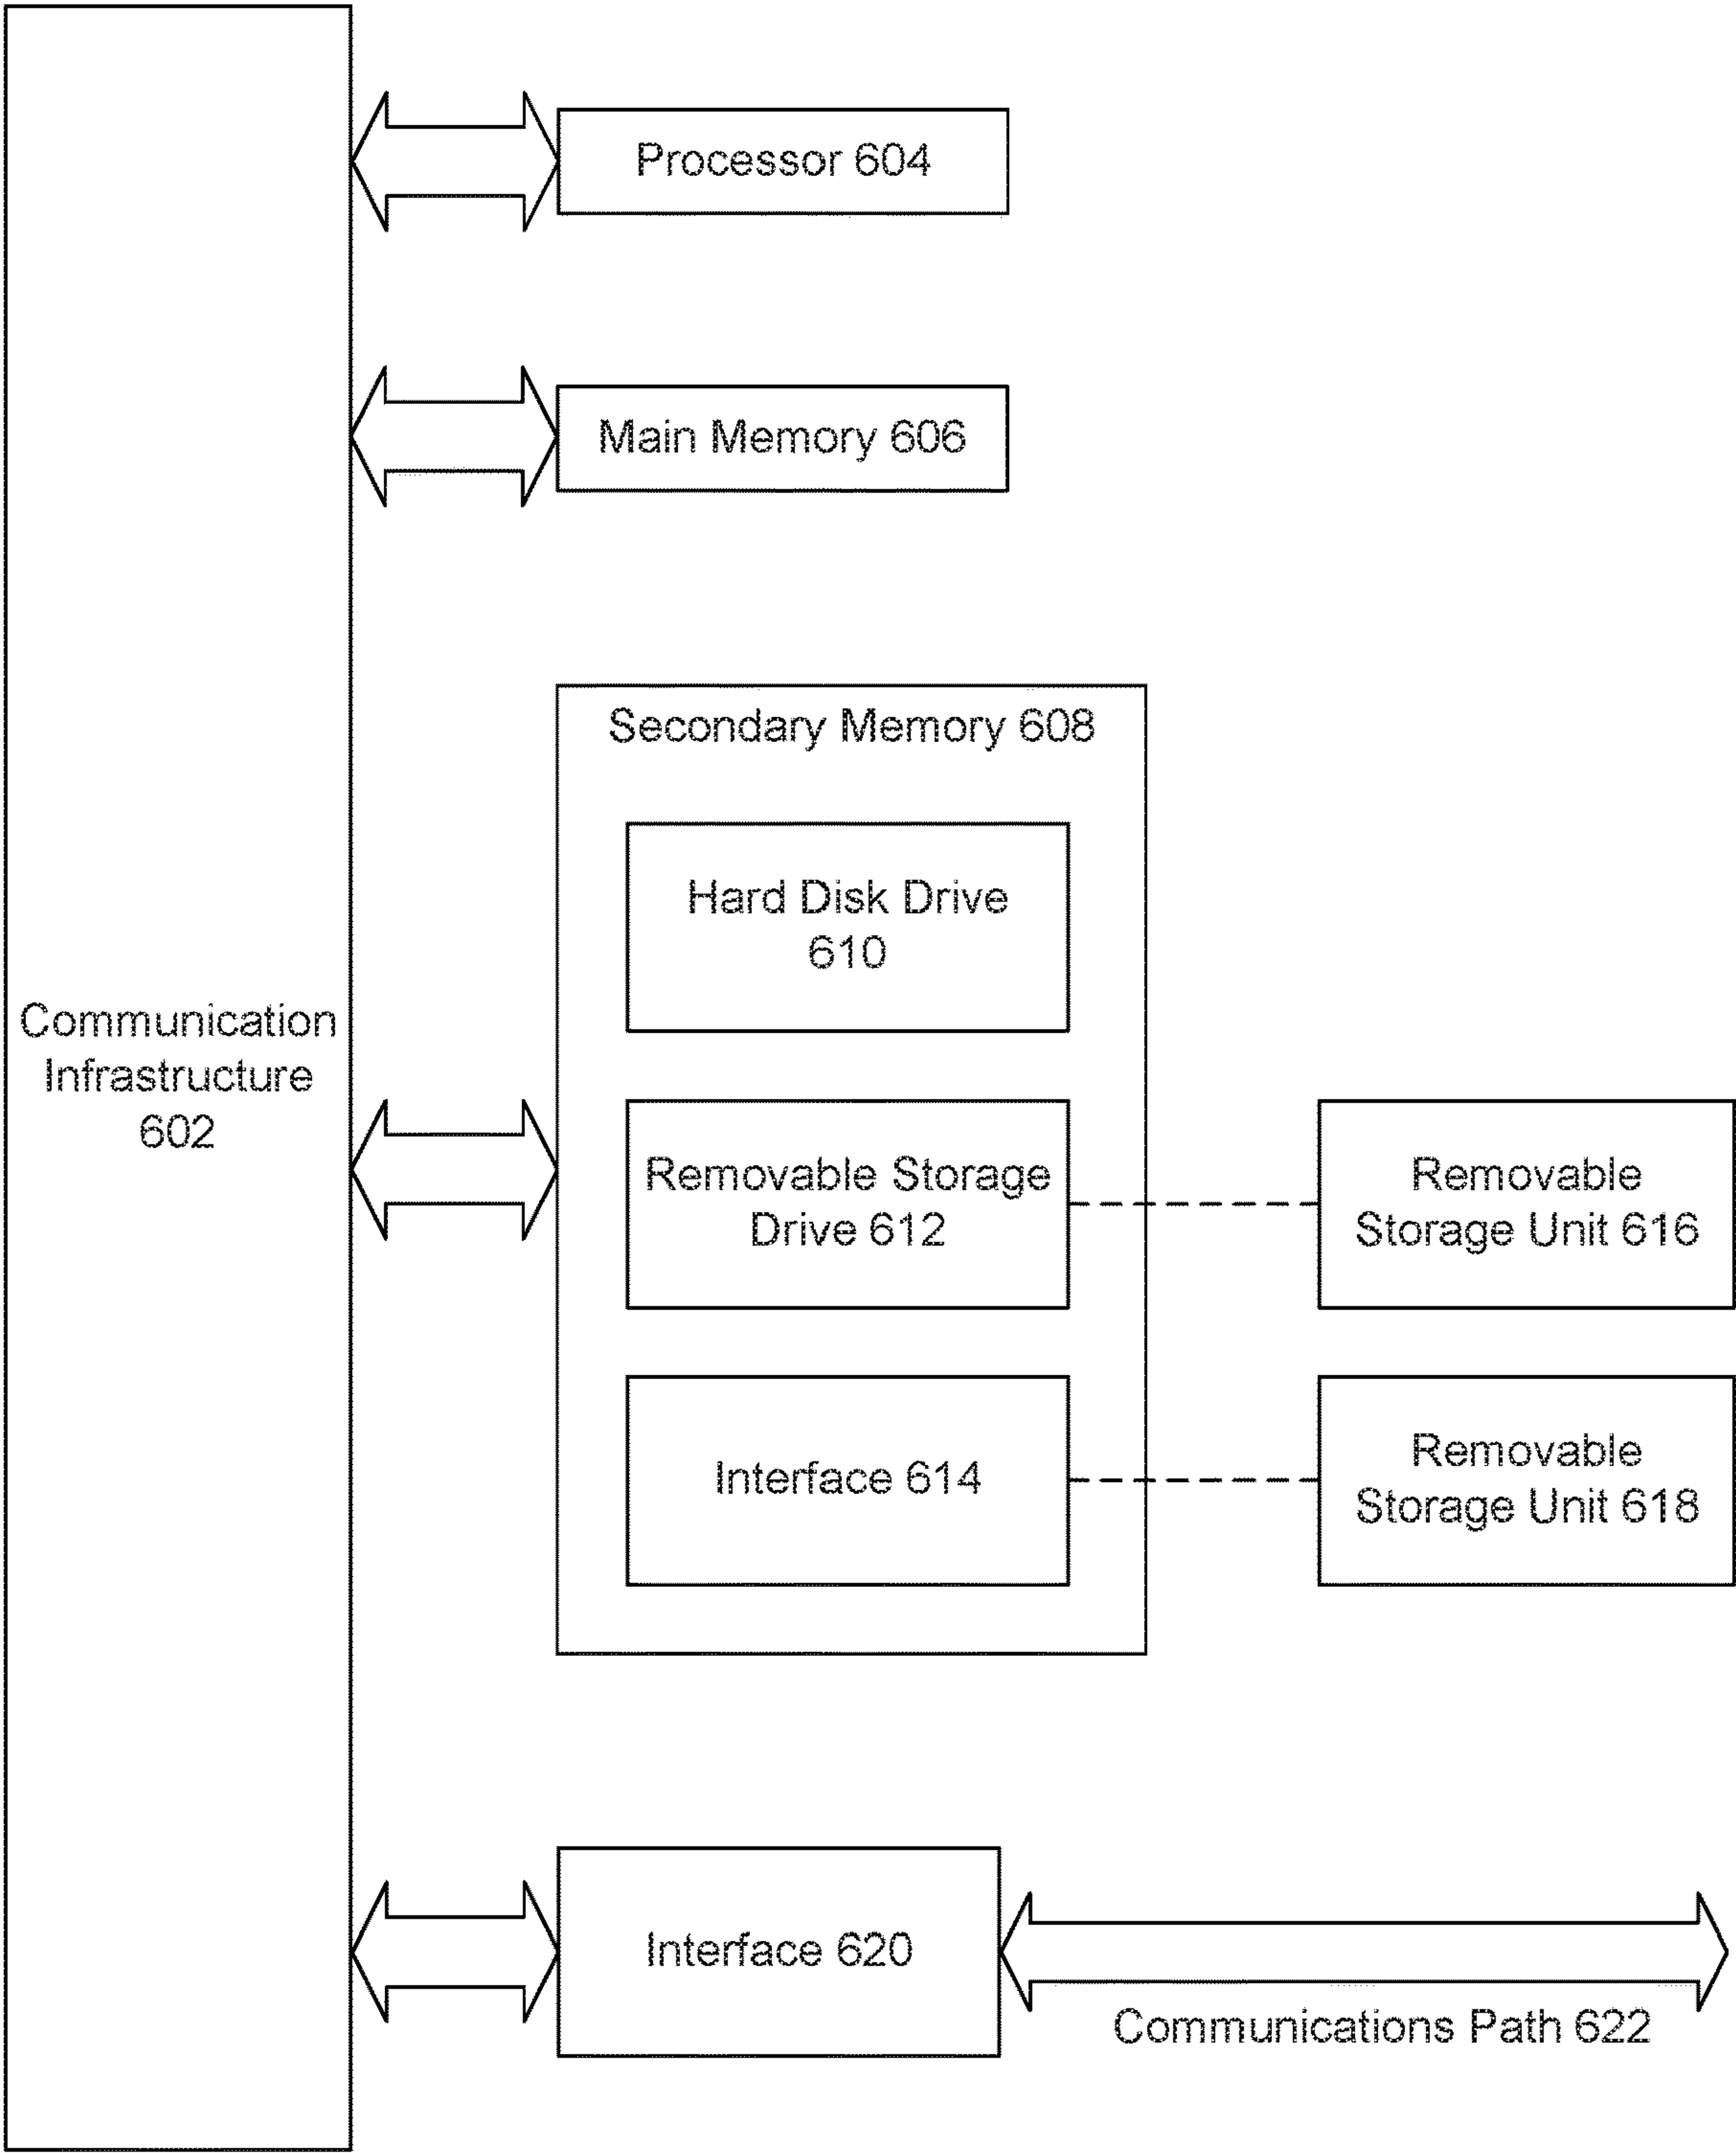 Processor 604
Main Memory 606
Secondary Memory 608
Hard Disk Drive
610
Communication
Infrastructure
602
Removable Storage
Drive 612
Removable
Storage Unit 616
Interface 614
Removable
Storage Unit 618
Interface 620
Communications Path 622